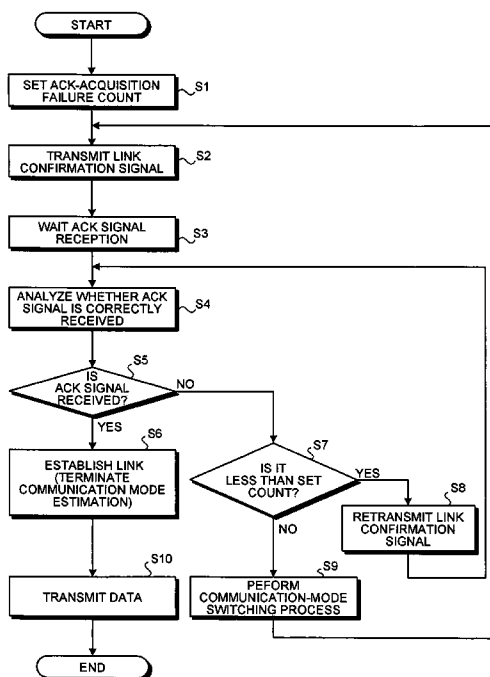 START
SET ACK-ACQUISITION
FAILURE COUNT
S1
TRANSMIT LINK
CONFIRMATION SIGNAL
S2
WAIT ACK SIGNAL
RECEPTION
S3
ANALYZE WHETHER ACK
SIGNAL IS CORRECTLY
RECEIVED
S4
S5
IS
ACK SIGNAL
RECEIVED?
NO
YES
S6
ESTABLISH LINK
(TERMINATE
COMMUNICATION MODE
ESTIMATION)
S7
IS IT
LESS THAN SET
COUNT?
YES
NO
S8
RETRANSMIT LINK
CONFIRMATION
SIGNAL
S9
PEFORM
COMMUNICATION-MODE
SWITCHING PROCESS
S10
TRANSMIT DATA
END